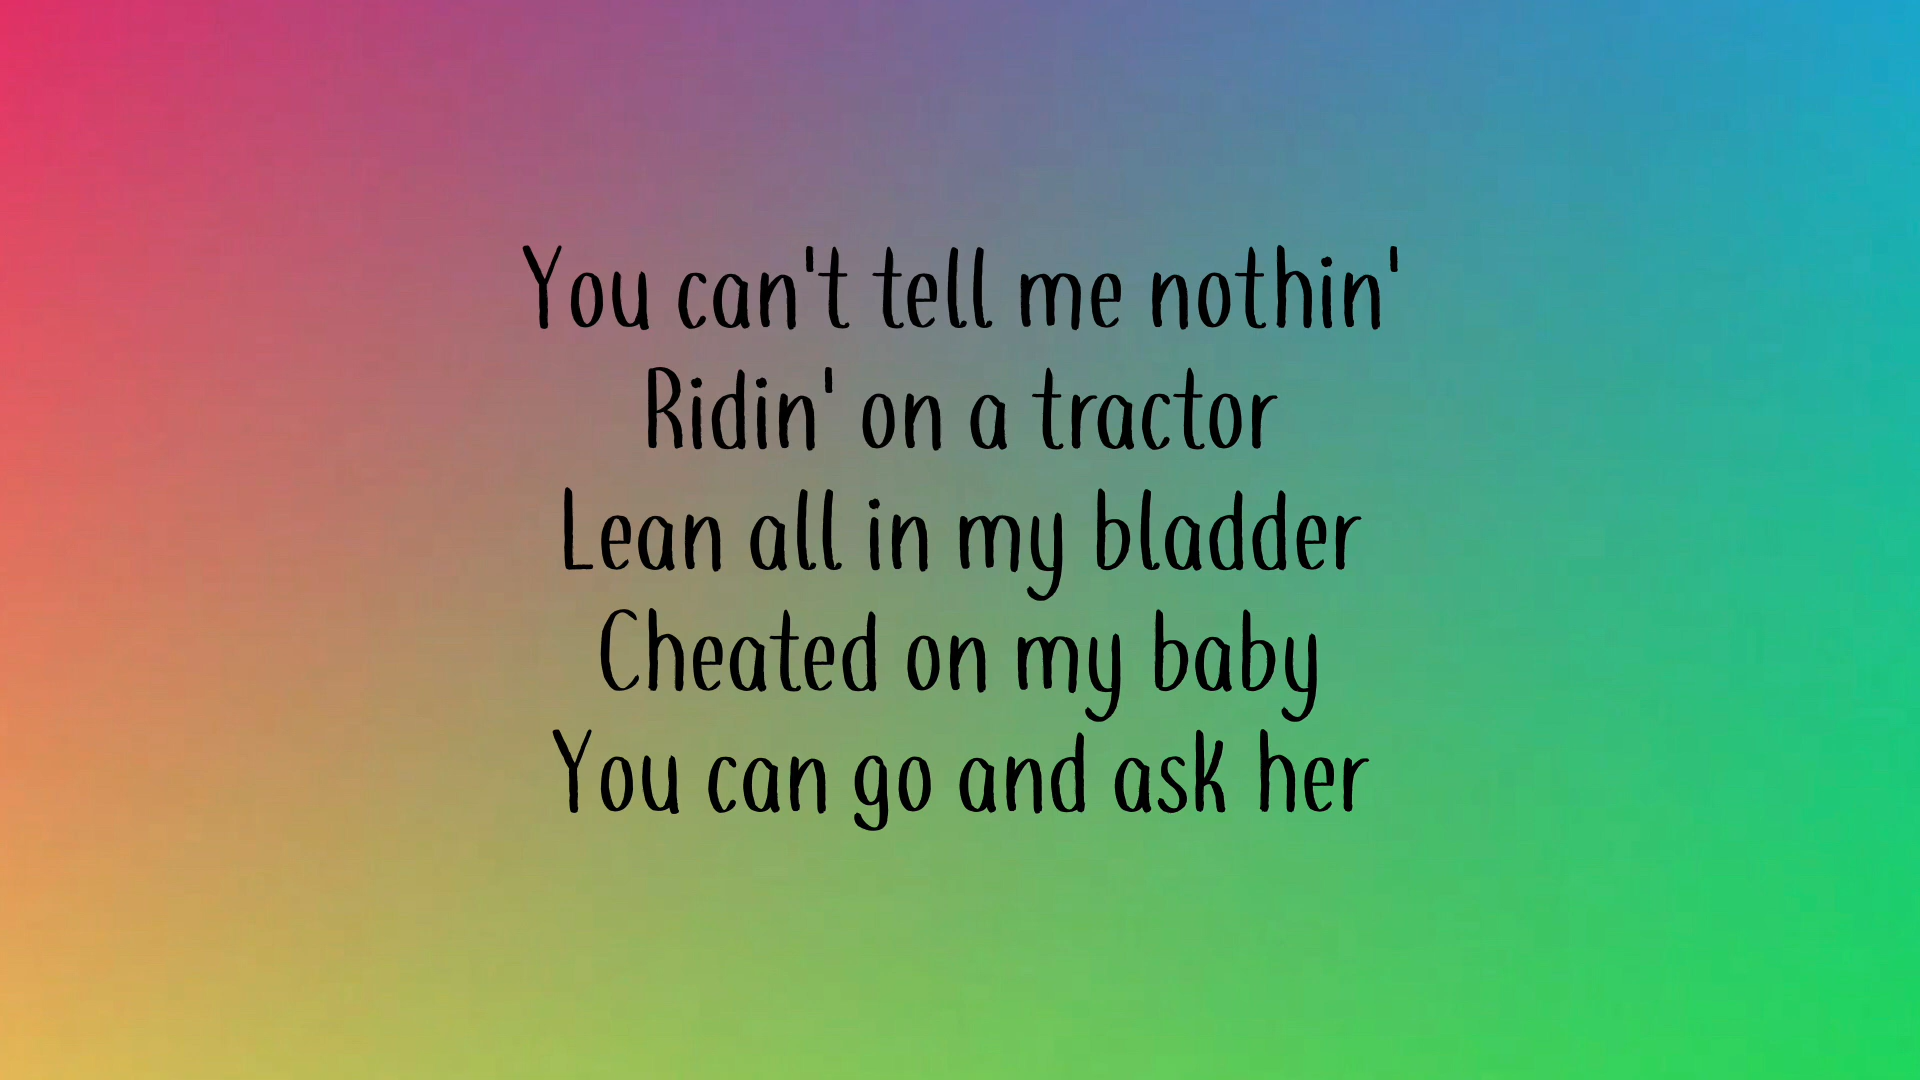 You can't tell me nothin'
Ridin' on a tractor
Lean all in my bladder
Cheated on my baby
You can go and ask her